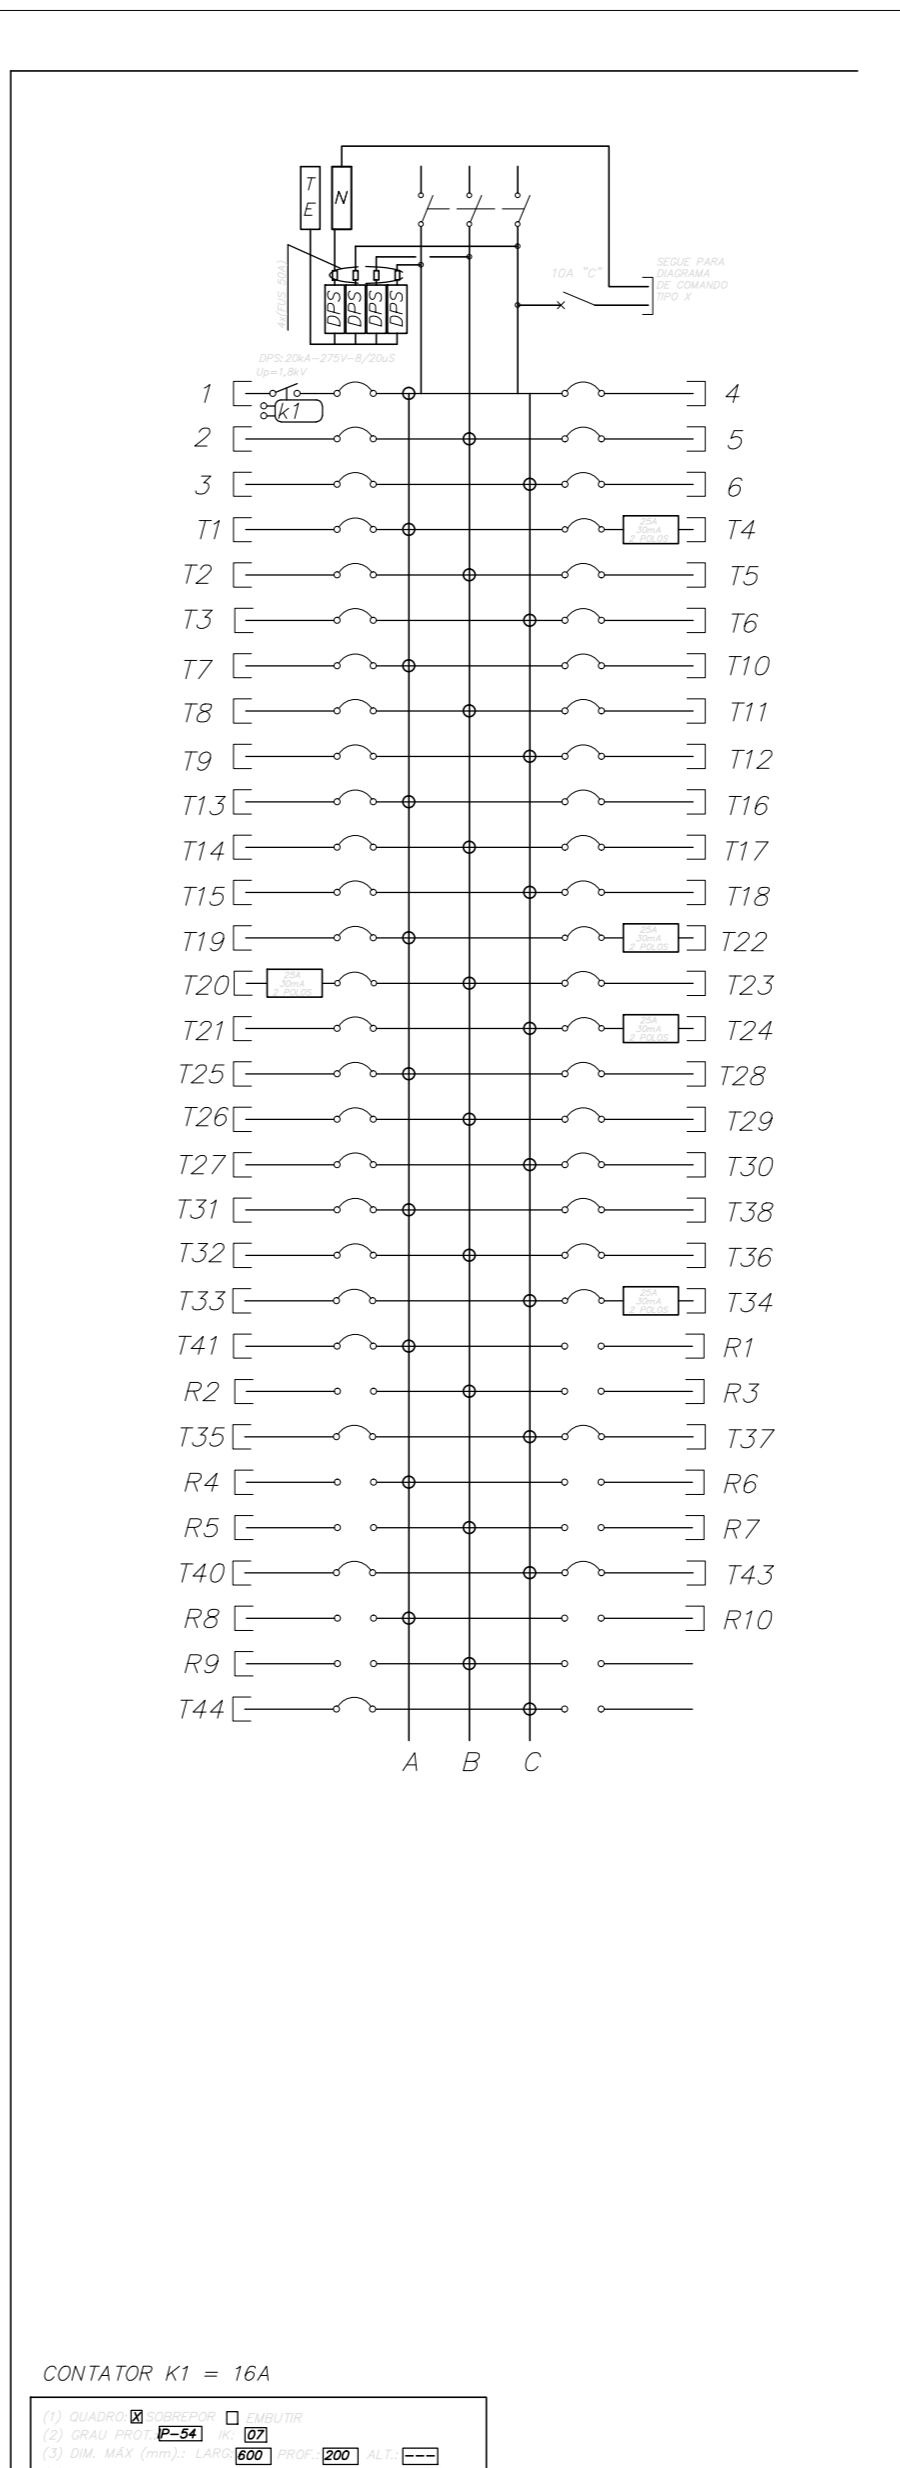 T
E
N
4x(FUS 50A)
DPS
DPS
DPS
DPS
10A "C"
SEGUE PARA
DIAGRAMA
DE COMANDO
TIPO X
DPS:20kA-275V-8/20uS
Up=1,8kV
1
k1
4
2
5
3
6
T1
25A
30mA
2 POLOS
T4
T2
T5
T3
T6
T7
T10
T8
T11
T9
T12
T13
T16
T14
T17
T15
T18
T19
25A
30mA
2 POLOS
T22
T20
25A
30mA
2 POLOS
T23
T21
25A
30mA
2 POLOS
T24
T25
T28
T26
T29
T27
T30
T31
T38
T32
T36
T33
25A
30mA
2 POLOS
T34
T41
R1
R2
R3
T35
T37
R4
R6
R5
R7
T40
T43
R8
R10
R9
T44
A B C
CONTATOR K1 = 16A
(1) QUADRO: X SOBREPOR EMBUTIR
(2) GRAU PROT.: IP-54 IK: 07
(3) DIM. MÁX (mm).: LARG: 600 PROF.: 200 ALT.: ---